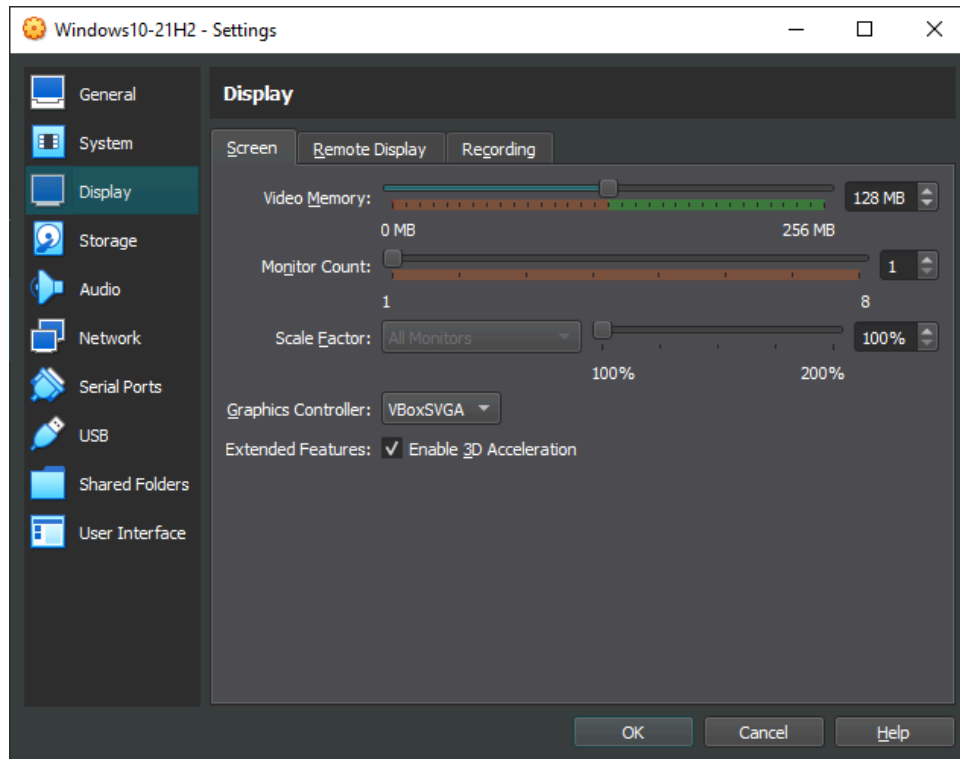 Windows10-21H2 - Settings
General
System
Display
Storage
Audio
Network
Serial Ports
USB
Shared Folders
User Interface
Display
Screen Remote Display Recording
Video Memory: 128 MB
0 MB 256 MB
Monitor Count: 1
1 8
Scale Factor: All Monitors 100%
100% 200%
Graphics Controller: VBoxSVGA
Extended Features: Enable 3D Acceleration
OK Cancel Help